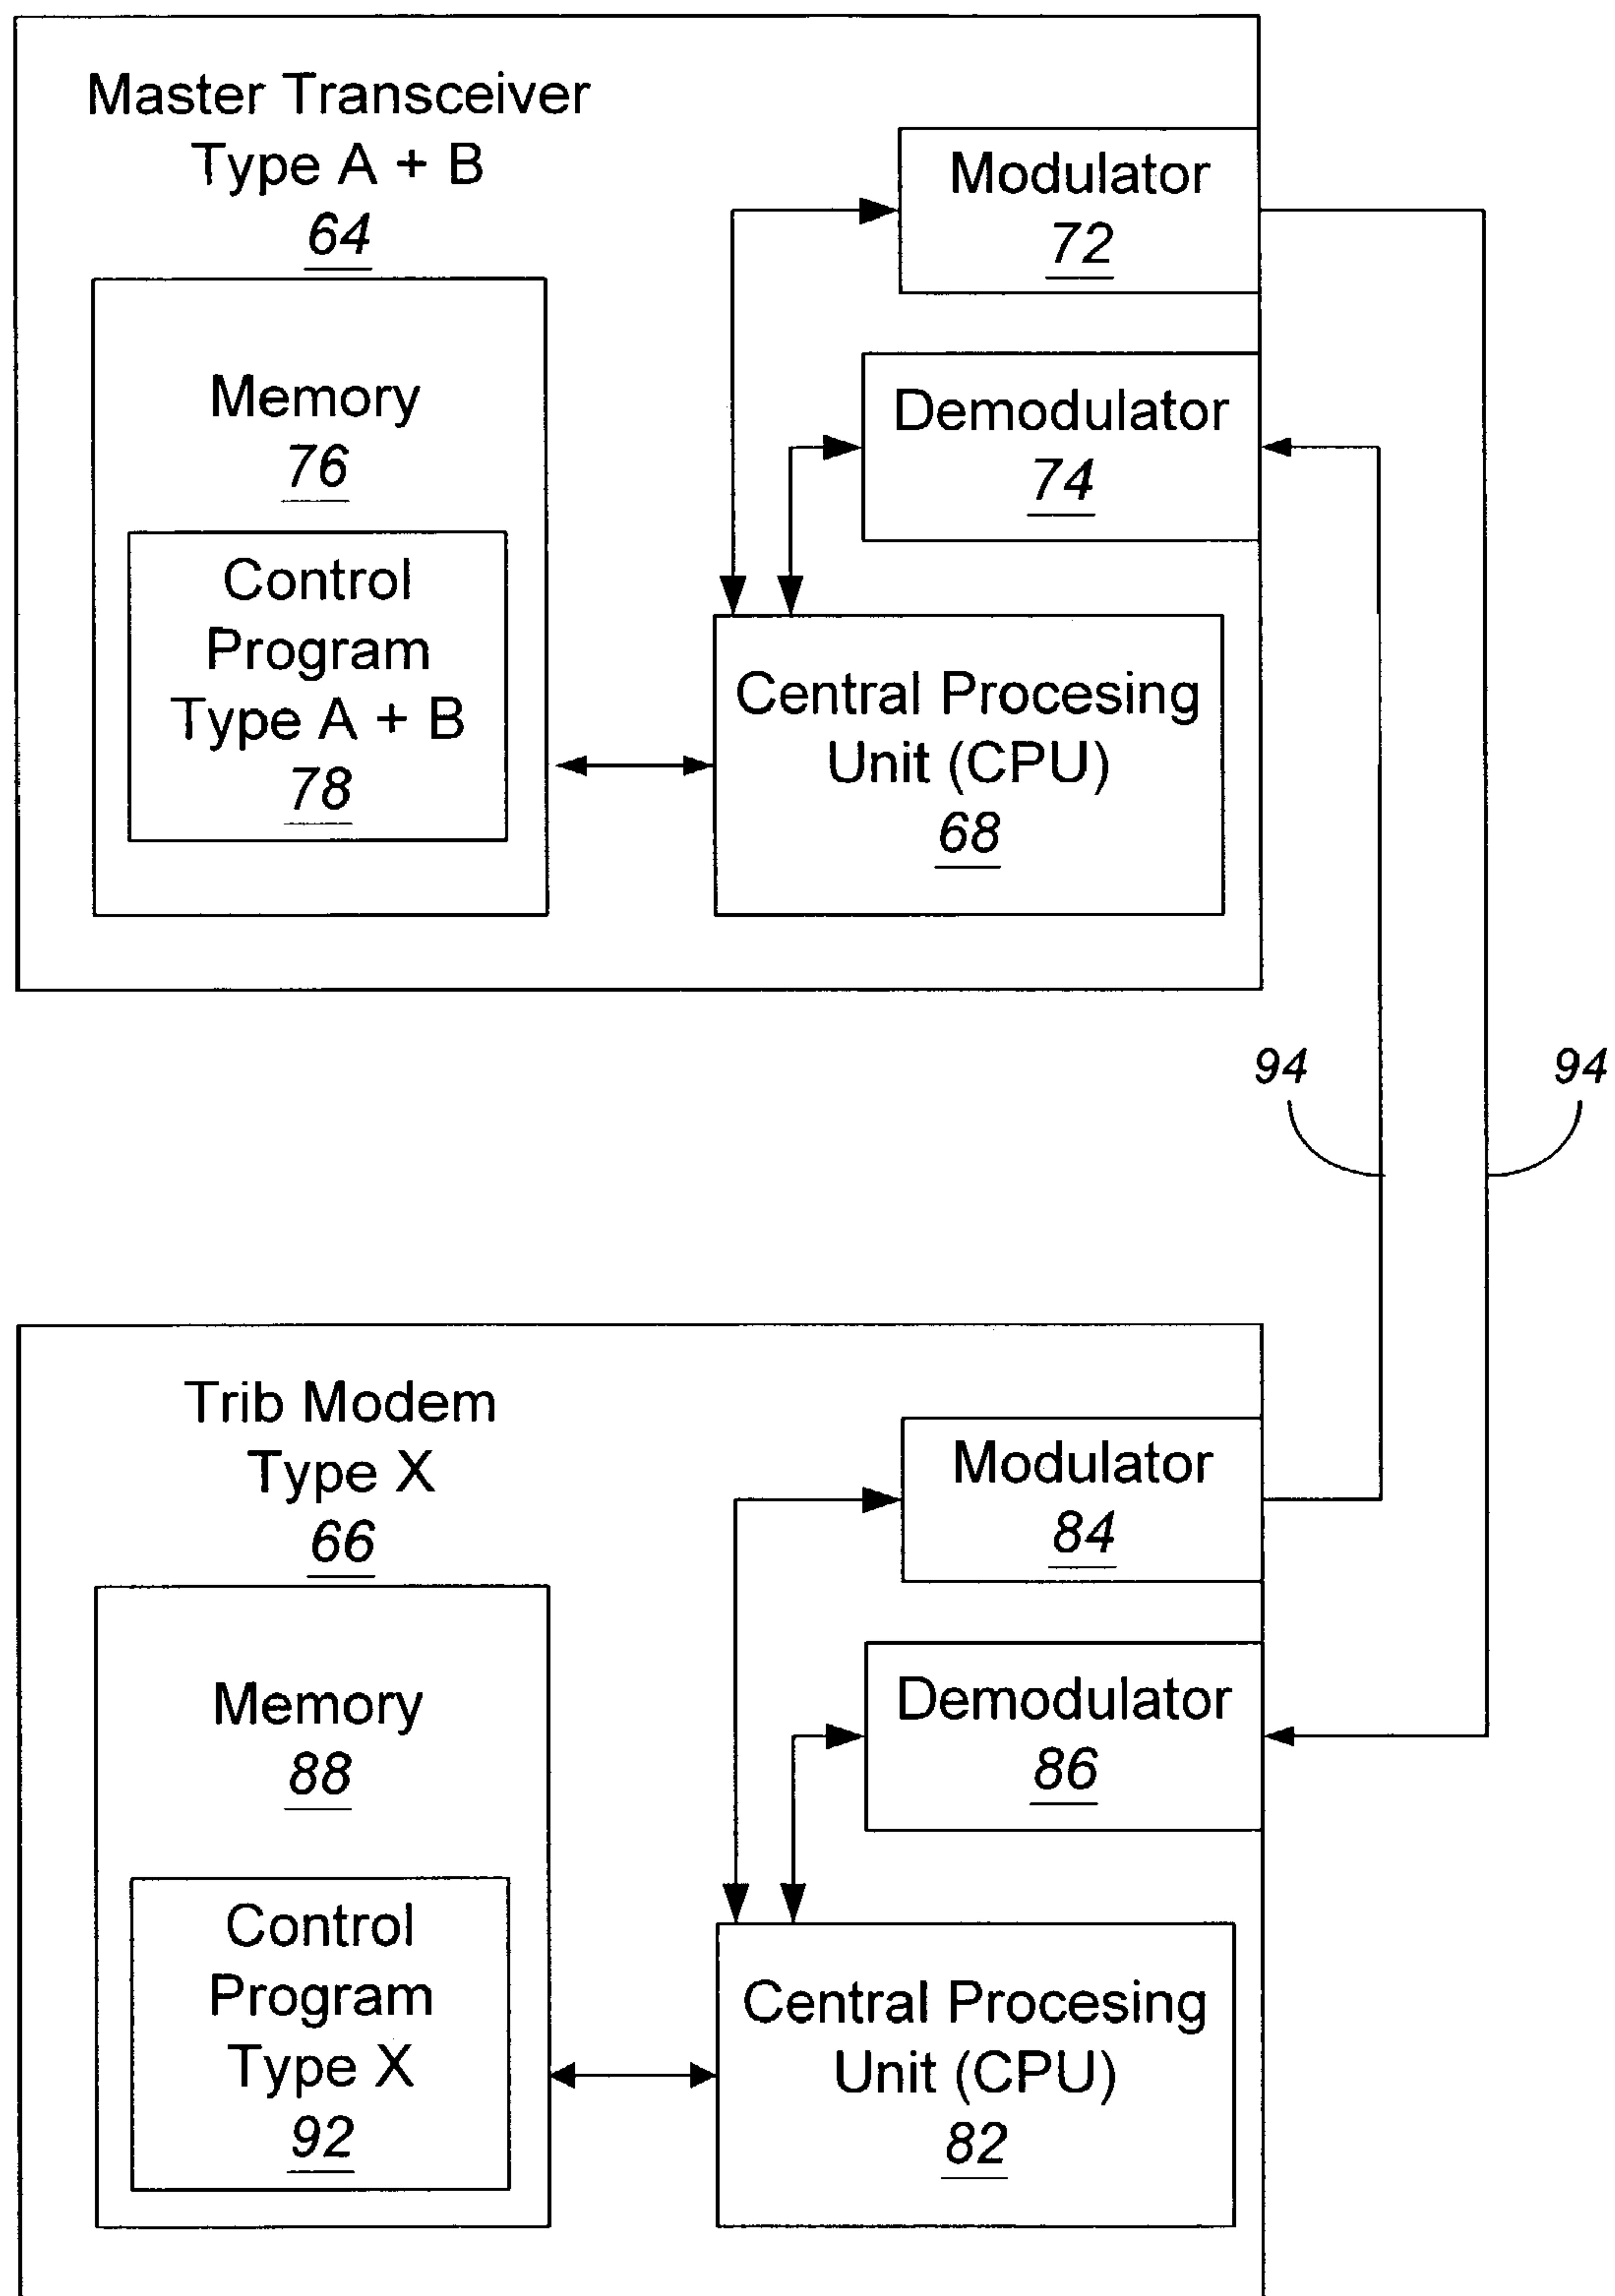 Master Transceiver
Type A + B
64
Modulator
72
Memory
76
Demodulator
74
Control
Program
Type A + B
78
Central Procesing
Unit (CPU)
68
94
94
Trib Modem
Type X
66
Modulator
84
Memory
88
Demodulator
86
Control
Program
Type X
92
Central Procesing
Unit (CPU)
82